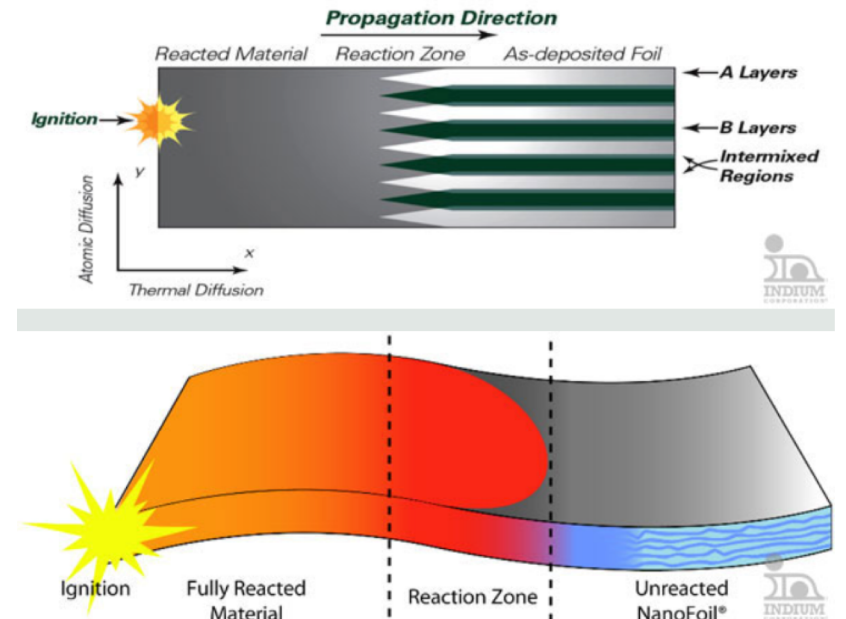 Propagation Direction
Reacted Material Reaction Zone As-deposited Foil
A Layers
Ignition
B Layers
Intermixed
Regions
y
Atomic Diffusion
x
Thermal Diffusion
INDIUM
CORPORATION®
Ignition
Fully Reacted
Material
Reaction Zone
Unreacted
NanoFoil®
INDIUM